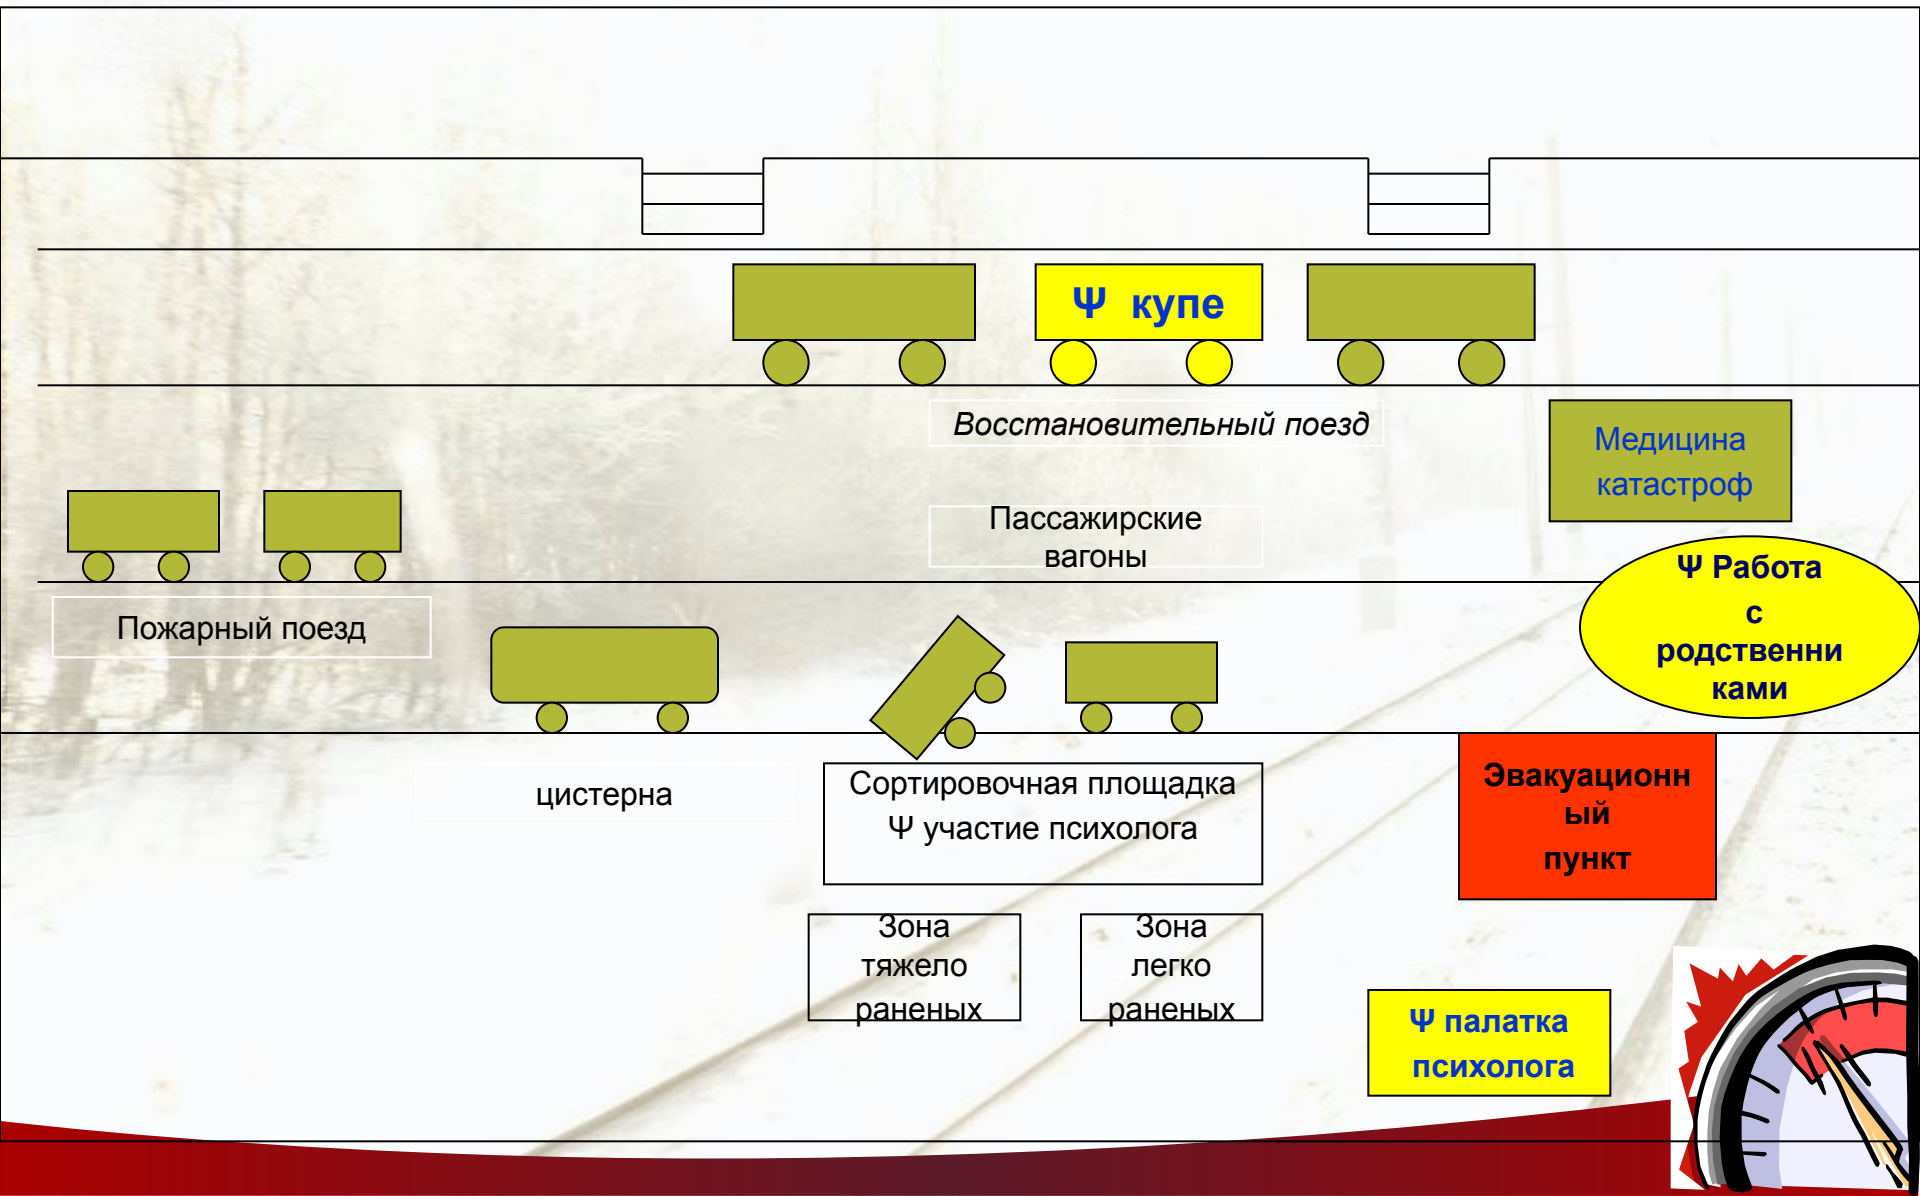 Ψ купе
Восстановительный поезд
Медицина
катастроф
Пассажирские
вагоны
Ψ Работа
с
родственни
ками
Пожарный поезд
цистерна
Сортировочная площадка
Ψ участие психолога
Эвакуационн
ый
пункт
Зона
тяжело
раненых
Зона
легко
раненых
Ψ палатка
психолога